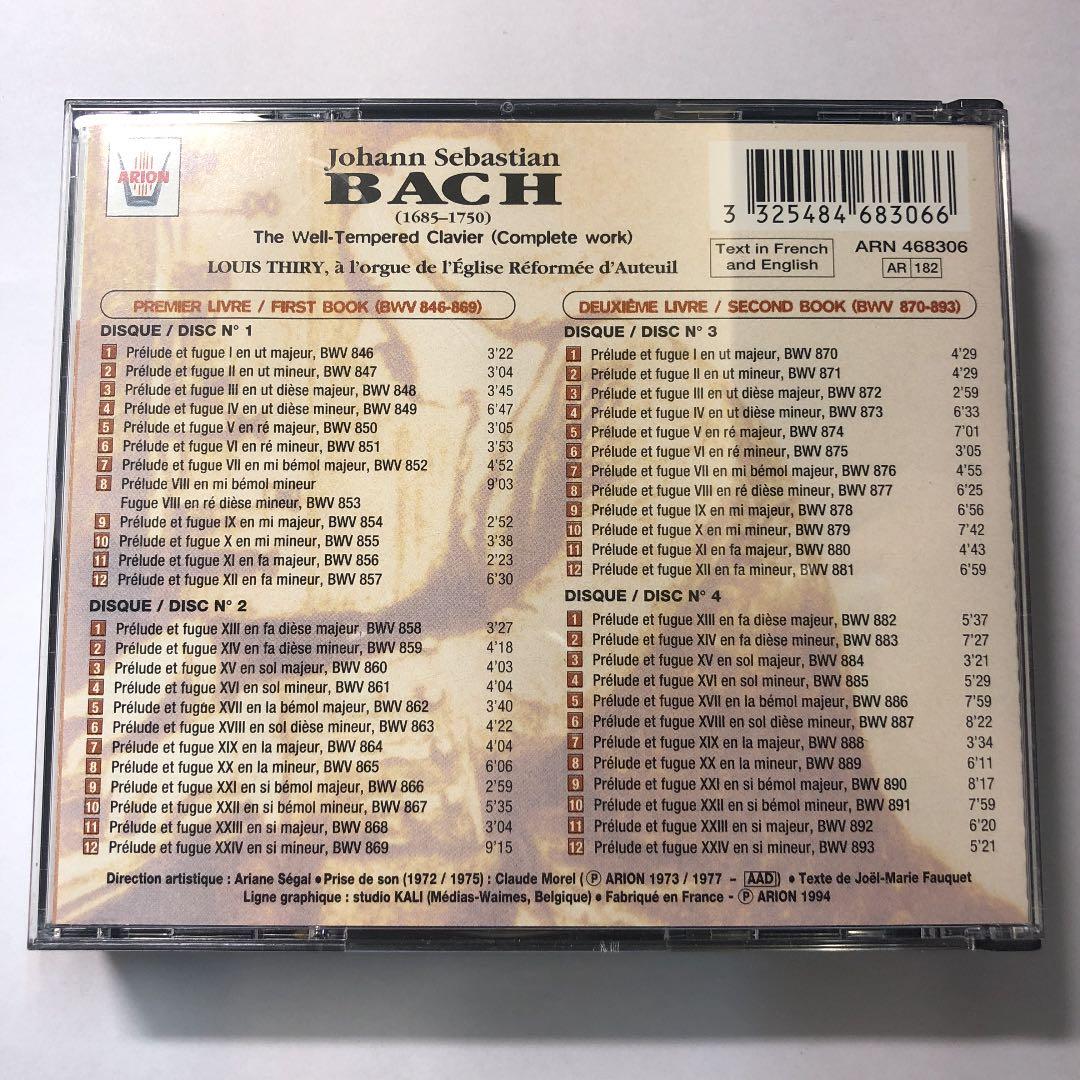 ARION
Johann Sebastian
BACH
(1685–1750)
The Well-Tempered Clavier (Complete work)
LOUIS THIRY, à l'orgue de l'Église Réformée d'Auteuil
3 325484 683066
Text in French
and English
ARN 468306
AR 182
PREMIER LIVRE / FIRST BOOK (BWV 846-869)
DISQUE / DISC N° 1
1 Prélude et fugue I en ut majeur, BWV 846 3'22
2 Prélude et fugue II en ut mineur, BWV 847 3'04
3 Prélude et fugue III en ut dièse majeur, BWV 848 3'45
4 Prélude et fugue IV en ut dièse mineur, BWV 849 6'47
5 Prélude et fugue V en ré majeur, BWV 850 3'05
6 Prélude et fugue VI en ré mineur, BWV 851 3'53
7 Prélude et fugue VII en mi bémol majeur, BWV 852 4'52
8 Prélude VIII en mi bémol mineur 9'03
Fugue VIII en ré dièse mineur, BWV 853
9 Prélude et fugue IX en mi majeur, BWV 854 2'52
10 Prélude et fugue X en mi mineur, BWV 855 3'38
11 Prélude et fugue XI en fa majeur, BWV 856 2'23
12 Prélude et fugue XII en fa mineur, BWV 857 6'30
DISQUE / DISC N° 2
1 Prélude et fugue XIII en fa dièse majeur, BWV 858 3'27
2 Prélude et fugue XIV en fa dièse mineur, BWV 859 4'18
3 Prélude et fugue XV en sol majeur, BWV 860 4'03
4 Prélude et fugue XVI en sol mineur, BWV 861 4'04
5 Prélude et fugue XVII en la bémol majeur, BWV 862 3'40
6 Prélude et fugue XVIII en sol dièse mineur, BWV 863 4'22
7 Prélude et fugue XIX en la majeur, BWV 864 4'04
8 Prélude et fugue XX en la mineur, BWV 865 6'06
9 Prélude et fugue XXI en si bémol majeur, BWV 866 2'59
10 Prélude et fugue XXII en si bémol mineur, BWV 867 5'35
11 Prélude et fugue XXIII en si majeur, BWV 868 3'04
12 Prélude et fugue XXIV en si mineur, BWV 869 9'15
DEUXIÈME LIVRE / SECOND BOOK (BWV 870-893)
DISQUE / DISC N° 3
1 Prélude et fugue I en ut majeur, BWV 870 4'29
2 Prélude et fugue II en ut mineur, BWV 871 4'29
3 Prélude et fugue III en ut dièse majeur, BWV 872 2'59
4 Prélude et fugue IV en ut dièse mineur, BWV 873 6'33
5 Prélude et fugue V en ré majeur, BWV 874 7'01
6 Prélude et fugue VI en ré mineur, BWV 875 3'05
7 Prélude et fugue VII en mi bémol majeur, BWV 876 4'55
8 Prélude et fugue VIII en ré dièse mineur, BWV 877 6'25
9 Prélude et fugue IX en mi majeur, BWV 878 6'56
10 Prélude et fugue X en mi mineur, BWV 879 7'42
11 Prélude et fugue XI en fa majeur, BWV 880 4'43
12 Prélude et fugue XII en fa mineur, BWV 881 6'59
DISQUE / DISC N° 4
1 Prélude et fugue XIII en fa dièse majeur, BWV 882 5'37
2 Prélude et fugue XIV en fa dièse mineur, BWV 883 7'27
3 Prélude et fugue XV en sol majeur, BWV 884 3'21
4 Prélude et fugue XVI en sol mineur, BWV 885 5'29
5 Prélude et fugue XVII en la bémol majeur, BWV 886 7'59
6 Prélude et fugue XVIII en sol dièse mineur, BWV 887 8'22
7 Prélude et fugue XIX en la majeur, BWV 888 3'34
8 Prélude et fugue XX en la mineur, BWV 889 6'11
9 Prélude et fugue XXI en si bémol majeur, BWV 890 8'17
10 Prélude et fugue XXII en si bémol mineur, BWV 891 7'59
11 Prélude et fugue XXIII en si majeur, BWV 892 6'20
12 Prélude et fugue XXIV en si mineur, BWV 893 5'21
Direction artistique : Ariane Ségal • Prise de son (1972 / 1975) : Claude Morel (℗ ARION 1973 / 1977 - AAD) • Texte de Joël-Marie Fauquet
Ligne graphique : studio KALI (Médias-Waimes, Belgique) • Fabriqué en France - ℗ ARION 1994